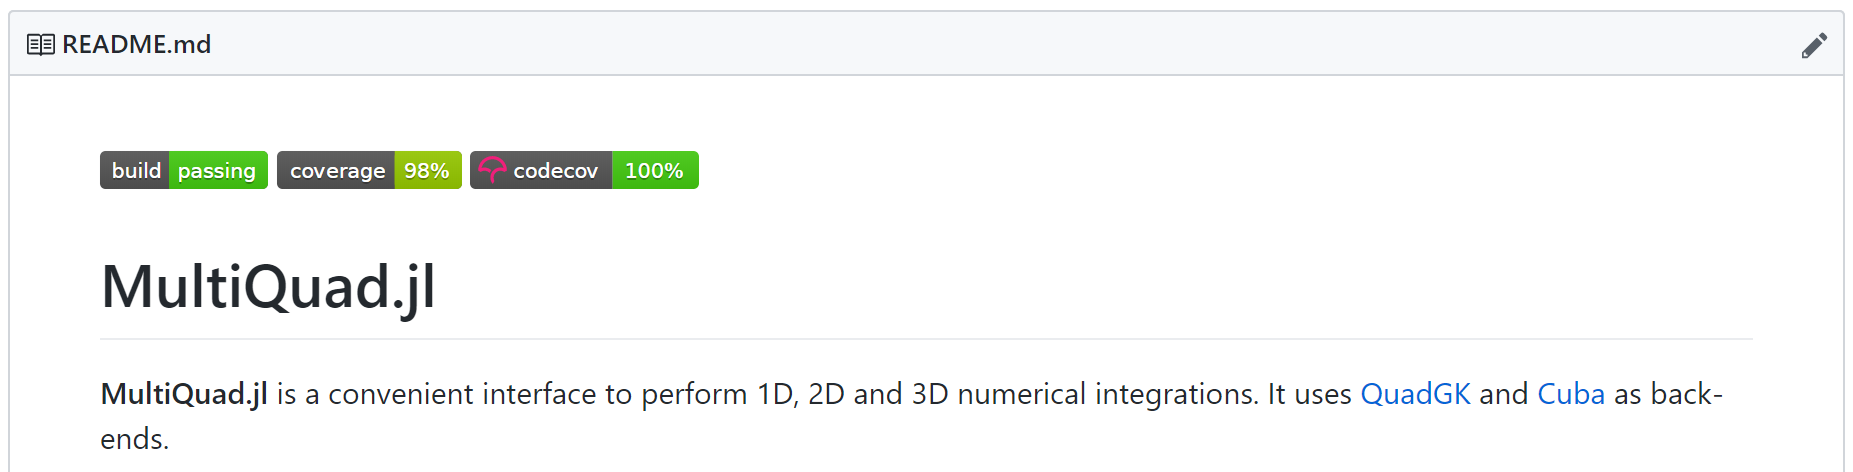 README.md
build passing coverage 98% codecov 100%
MultiQuad.jl
MultiQuad.jl is a convenient interface to perform 1D, 2D and 3D numerical integrations. It uses QuadGK and Cuba as back-
ends.